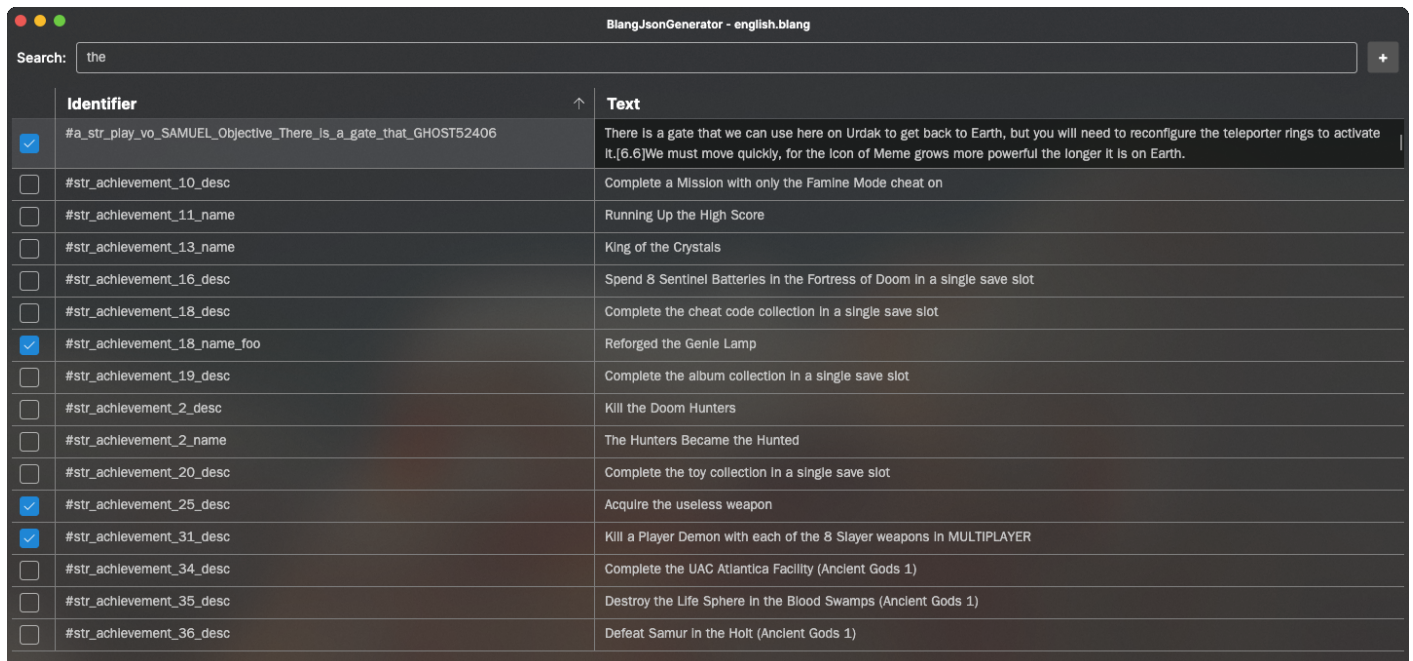 BlangJsonGenerator - english.blang
Search: the +
Identifier Text
#a_str_play_vo_SAMUEL_Objective_There_is_a_gate_that_GHOST52406 There is a gate that we can use here on Urdak to get back to Earth, but you will need to reconfigure the teleporter rings to activate
it.[6.6]We must move quickly, for the Icon of Meme grows more powerful the longer it is on Earth.
#str_achievement_10_desc Complete a Mission with only the Famine Mode cheat on
#str_achievement_11_name Running Up the High Score
#str_achievement_13_name King of the Crystals
#str_achievement_16_desc Spend 8 Sentinel Batteries in the Fortress of Doom in a single save slot
#str_achievement_18_desc Complete the cheat code collection in a single save slot
#str_achievement_18_name_foo Reforged the Genie Lamp
#str_achievement_19_desc Complete the album collection in a single save slot
#str_achievement_2_desc Kill the Doom Hunters
#str_achievement_2_name The Hunters Became the Hunted
#str_achievement_20_desc Complete the toy collection in a single save slot
#str_achievement_25_desc Acquire the useless weapon
#str_achievement_31_desc Kill a Player Demon with each of the 8 Slayer weapons in MULTIPLAYER
#str_achievement_34_desc Complete the UAC Atlantica Facility (Ancient Gods 1)
#str_achievement_35_desc Destroy the Life Sphere in the Blood Swamps (Ancient Gods 1)
#str_achievement_36_desc Defeat Samur in the Holt (Ancient Gods 1)